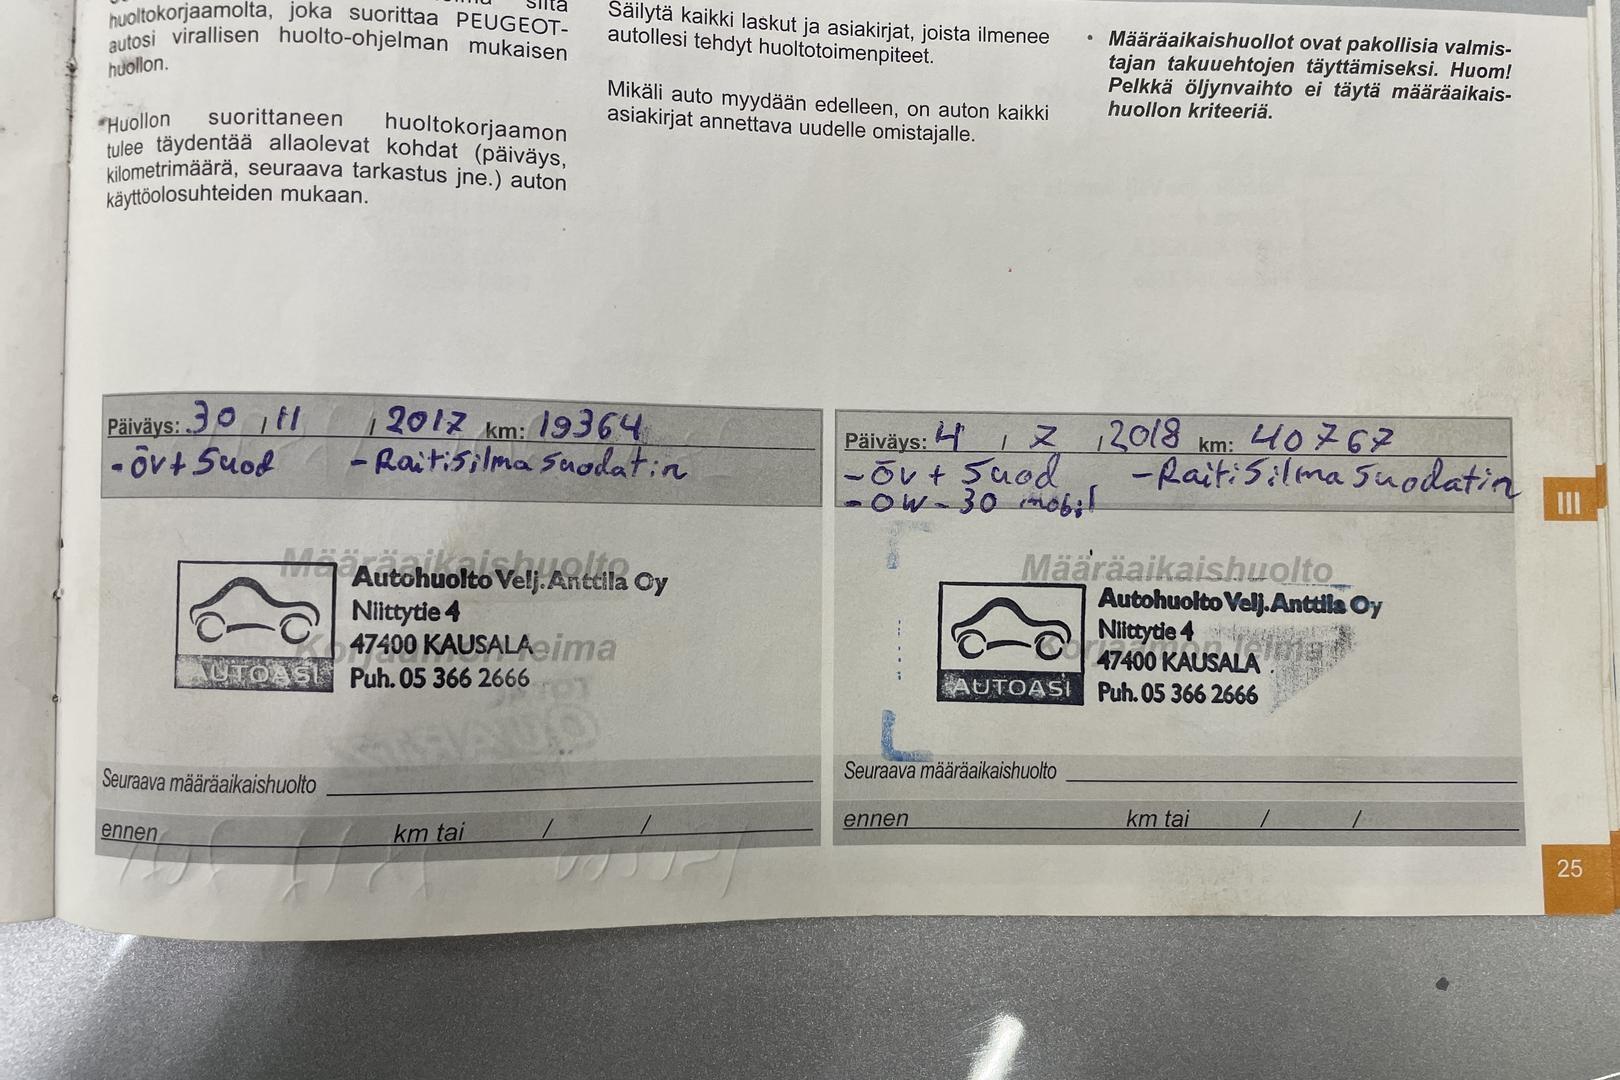 siltä
huoltokorjaamolta, joka suorittaa PEUGEOT-
autosi virallisen huolto-ohjelman mukaisen
huollon.
Huollon suorittaneen huoltokorjaamon
tulee täydentää allaolevat kohdat (päiväys,
kilometrimäärä, seuraava tarkastus jne.) auton
käyttöolosuhteiden mukaan.
Säilytä kaikki laskut ja asiakirjat, joista ilmenee
autollesi tehdyt huoltotoimenpiteet.
Mikäli auto myydään edelleen, on auton kaikki
asiakirjat annettava uudelle omistajalle.
• Määräaikaishuollot ovat pakollisia valmis-
tajan takuuehtojen täyttämiseksi. Huom!
Pelkkä öljynvaihto ei täytä määräaikais-
huollon kriteeriä.
Päiväys: 30 / 11 / 2017 km: 19364
- öv + Suod - Raitisilma Suodatin
Määräaikaishuolto
Autohuolto Velj. Anttila Oy
Niittytie 4
47400 KAUSALA
Korjaamon leima
AUTOASI
Puh. 05 366 2666
Seuraava määräaikaishuolto
ennen km tai / /
Päiväys: 4 / 7 / 2018 km: 40767
- öv + Suod - Raitisilma Suodatin
- 0W-30 mobil
Määräaikaishuolto
Autohuolto Velj. Anttila Oy
Niittytie 4
47400 KAUSALA
Korjaamon leima
AUTOASI
Puh. 05 366 2666
Seuraava määräaikaishuolto
ennen km tai / /
III
25